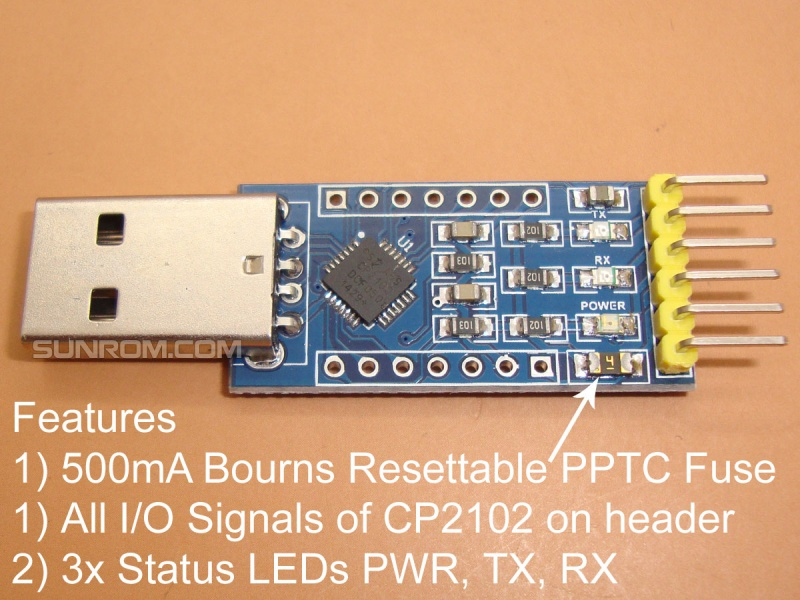 U1
TX
102
103
RX
102
POWER
103
102
4
SUNROM.COM
Features
1) 500mA Bourns Resettable PPTC Fuse
1) All I/O Signals of CP2102 on header
2) 3x Status LEDs PWR, TX, RX